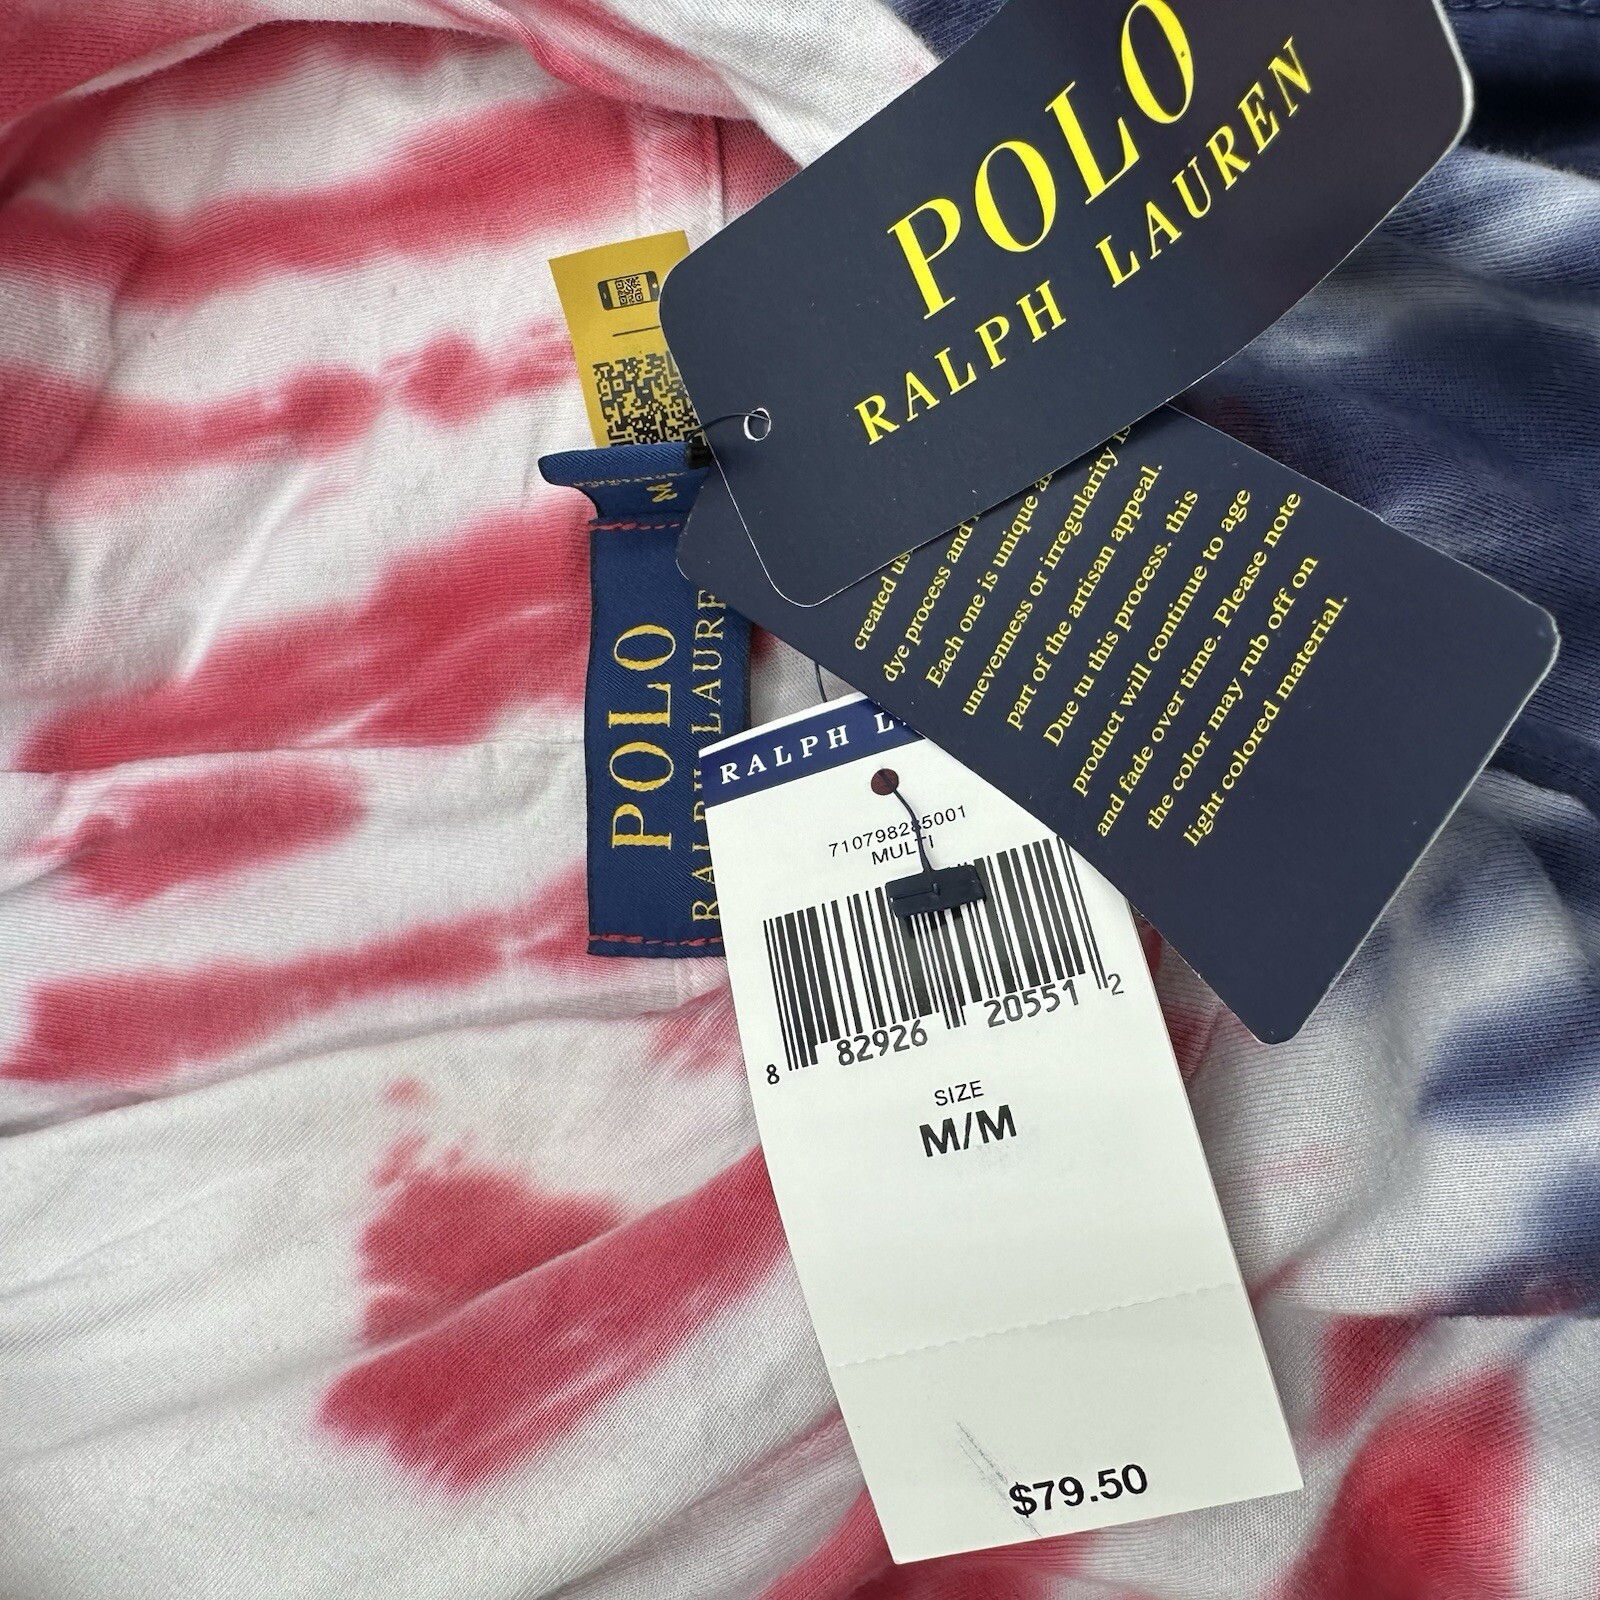 POLO
RALPH LAUREN
created
dye process and
Each one is unique
unevenness or irregularity is
part of the artisan appeal.
Due tu this process. this
product will continue to age
and fade over time. Please note
the color may rub off on
light colored material.
M
POLO
RALPH LAUREN
RALPH
710798285001
MULTI
8 82926 20551 2
SIZE
M/M
$79.50